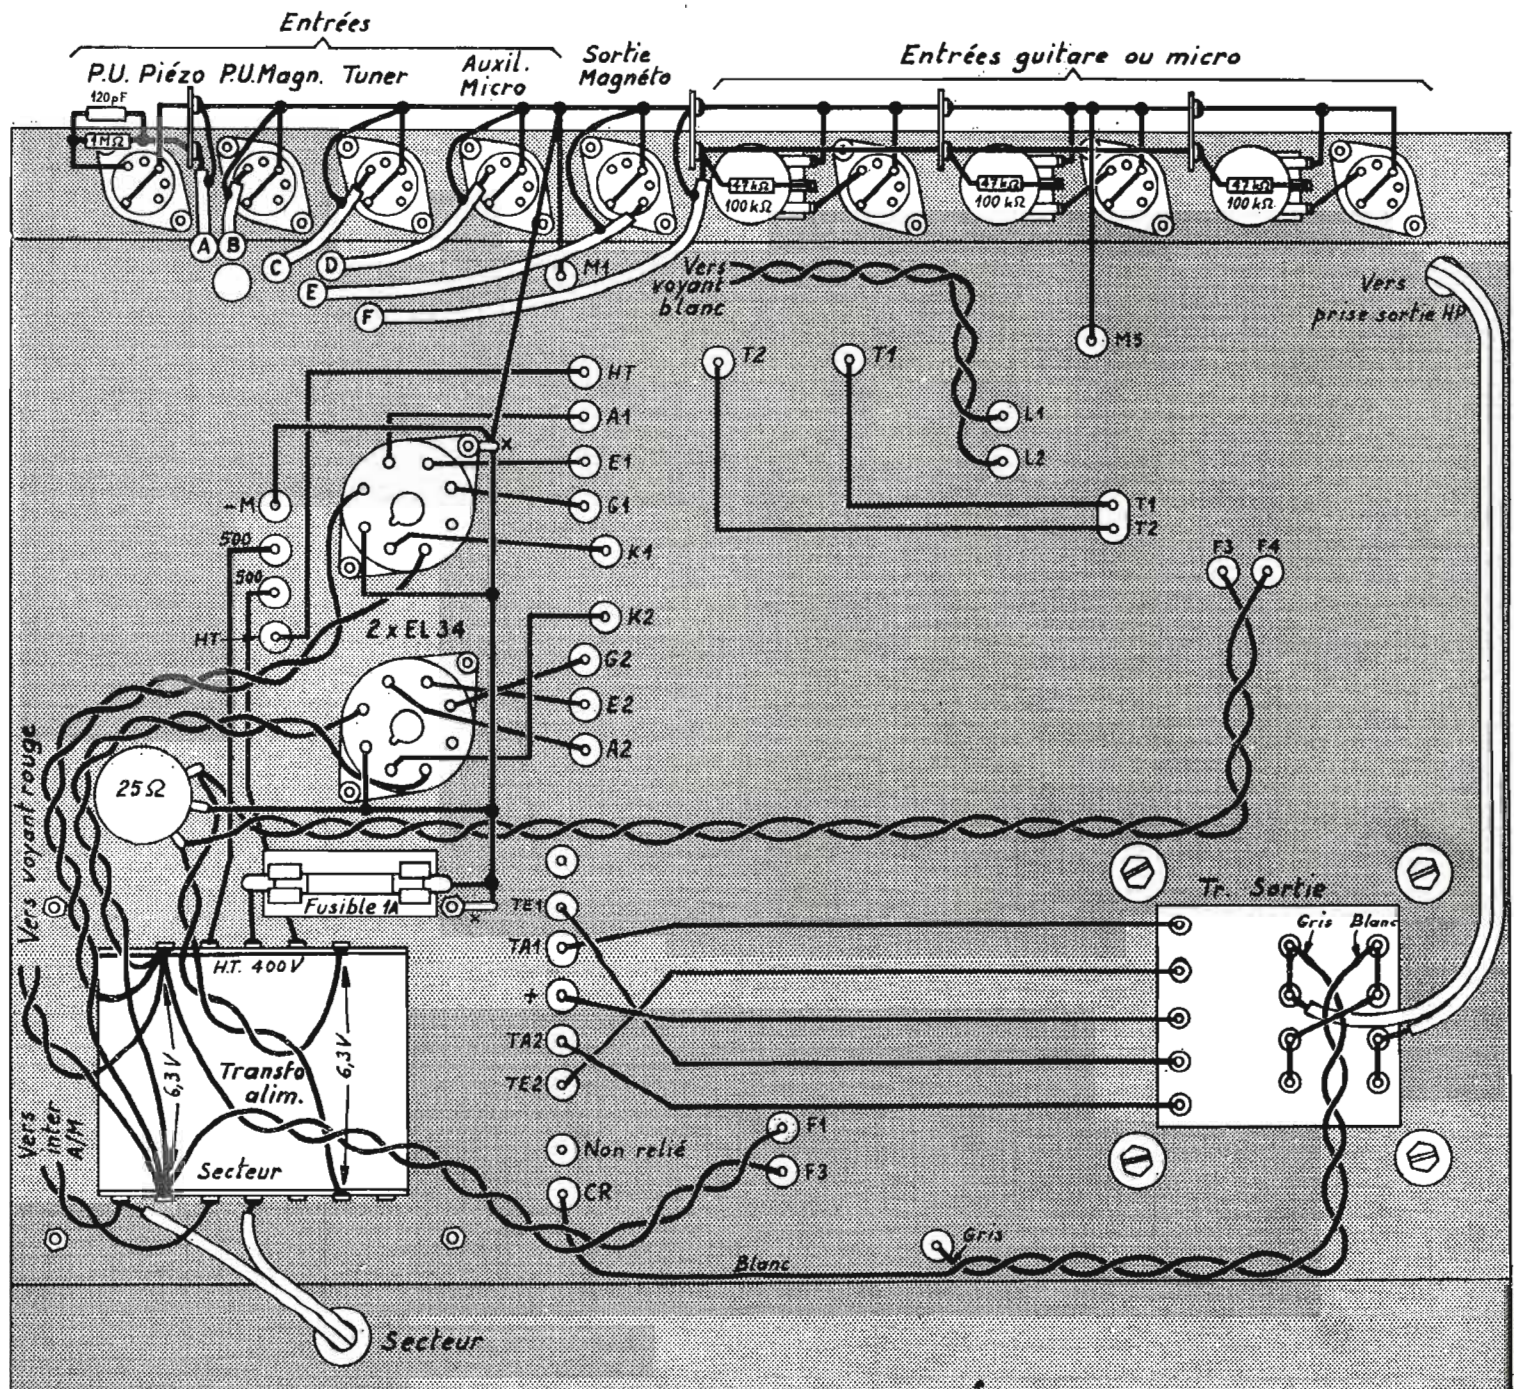 Entrées
P.U. Piézo
P.U.Magn.
Tuner
Auxil.
Micro
Sortie
Magnéto
Entrées guitare ou micro
120pF
1MΩ
47kΩ
100kΩ
47kΩ
100kΩ
47kΩ
100kΩ
A
B
C
D
E
F
M1
Vers
voyant
blanc
Vers
prise sortie HP
M5
T2
T1
HT
A1
x
E1
G1
K1
L1
L2
-M
500
500
HT
T1
T2
F3
F4
2 x EL 34
K2
G2
E2
A2
Vers voyant rouge
25Ω
Fusible 1A
x
TE1
TA1
+
TA2
TE2
Tr. Sortie
Gris
Blanc
H.T. 400V
6,3V
6,3V
Transfo
alim.
Vers
inter
A/M
Secteur
Non relié
CR
F1
F3
Gris
Blanc
Secteur